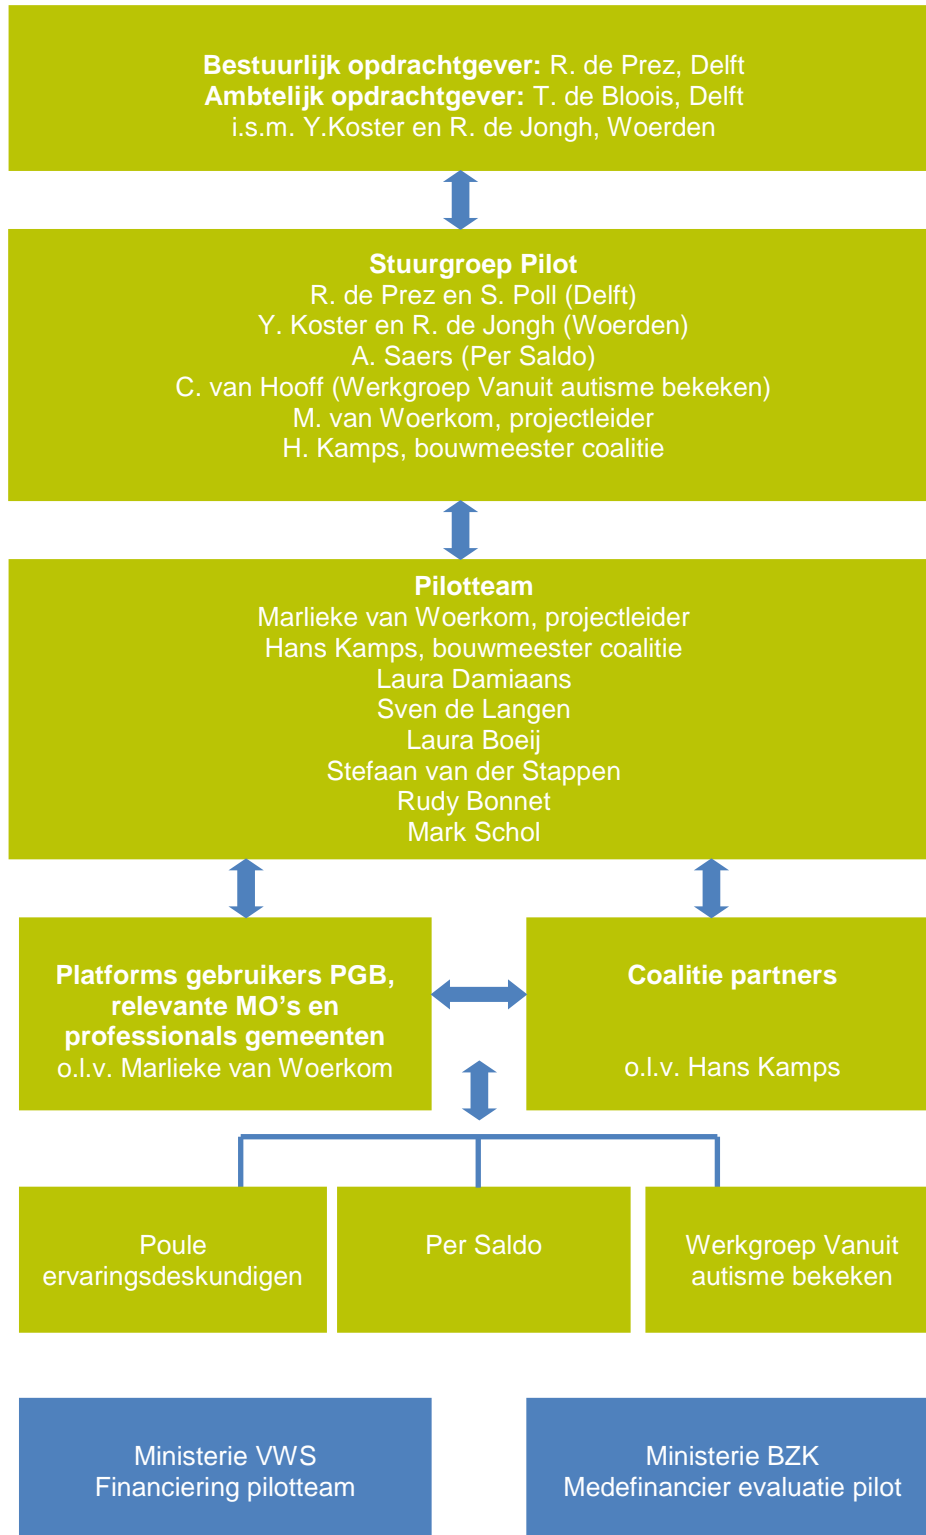 Bestuurlijk opdrachtgever: R. de Prez, Delft
Ambtelijk opdrachtgever: T. de Bloois, Delft
i.s.m. Y.Koster en R. de Jongh, Woerden
Stuurgroep Pilot
R. de Prez en S. Poll (Delft)
Y. Koster en R. de Jongh (Woerden)
A. Saers (Per Saldo)
C. van Hooff (Werkgroep Vanuit autisme bekeken)
M. van Woerkom, projectleider
H. Kamps, bouwmeester coalitie
Pilotteam
Marlieke van Woerkom, projectleider
Hans Kamps, bouwmeester coalitie
Laura Damiaans
Sven de Langen
Laura Boeij
Stefaan van der Stappen
Rudy Bonnet
Mark Schol
Platforms gebruikers PGB,
relevante MO’s en
professionals gemeenten
o.l.v. Marlieke van Woerkom
Coalitie partners
o.l.v. Hans Kamps
Poule
ervaringsdeskundigen
Per Saldo
Werkgroep Vanuit
autisme bekeken
Ministerie VWS
Financiering pilotteam
Ministerie BZK
Medefinancier evaluatie pilot